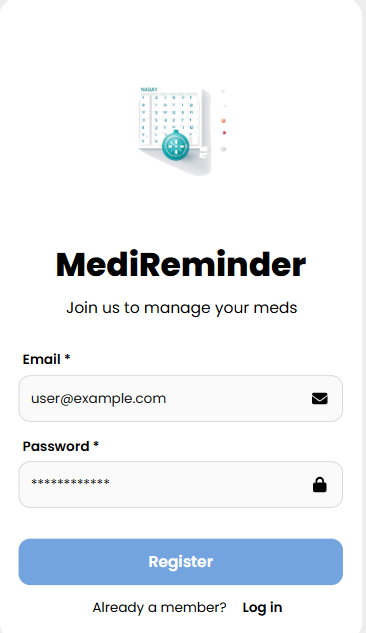 MediReminder
Join us to manage your meds
Email *
user@example.com
Password *
************
Register
Already a member? Log in